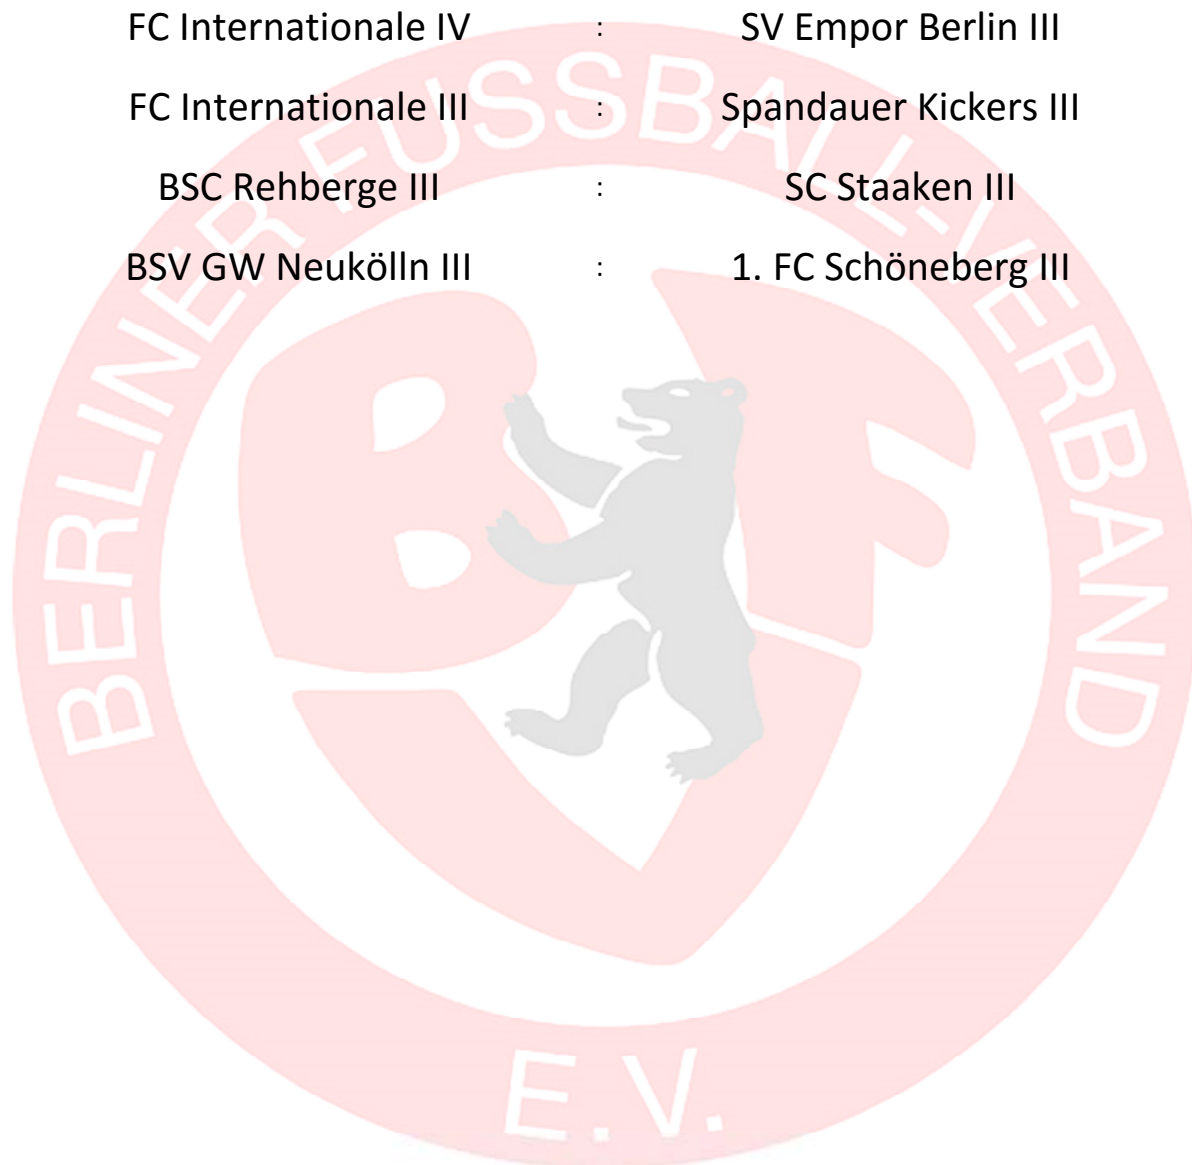 FC Internationale IV : SV Empor Berlin III
FC Internationale III : Spandauer Kickers III
BSC Rehberge III : SC Staaken III
BSV GW Neukölln III : 1. FC Schöneberg III
BERLINER FUSSBALL-VERBAND
BFV
E.V.